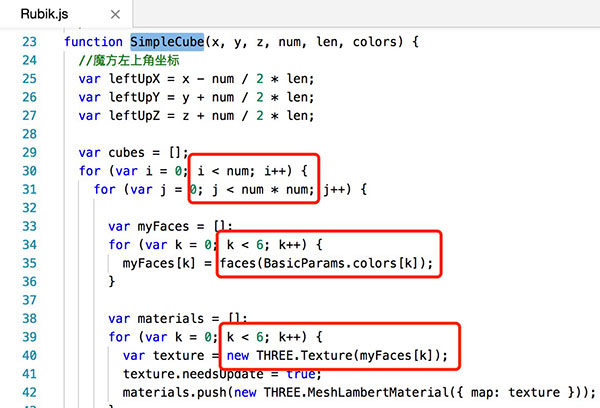 Rubik.js ×
23 function SimpleCube(x, y, z, num, len, colors) {
24 //魔方左上角坐标
25 var leftUpX = x - num / 2 * len;
26 var leftUpY = y + num / 2 * len;
27 var leftUpZ = z + num / 2 * len;
28
29 var cubes = [];
30 for (var i = 0; i < num; i++) {
31 for (var j = 0; j < num * num; j++) {
32
33 var myFaces = [];
34 for (var k = 0; k < 6; k++) {
35 myFaces[k] = faces(BasicParams.colors[k]);
36 }
37
38 var materials = [];
39 for (var k = 0; k < 6; k++) {
40 var texture = new THREE.Texture(myFaces[k]);
41 texture.needsUpdate = true;
42 materials.push(new THREE.MeshLambertMaterial({ map: texture }));